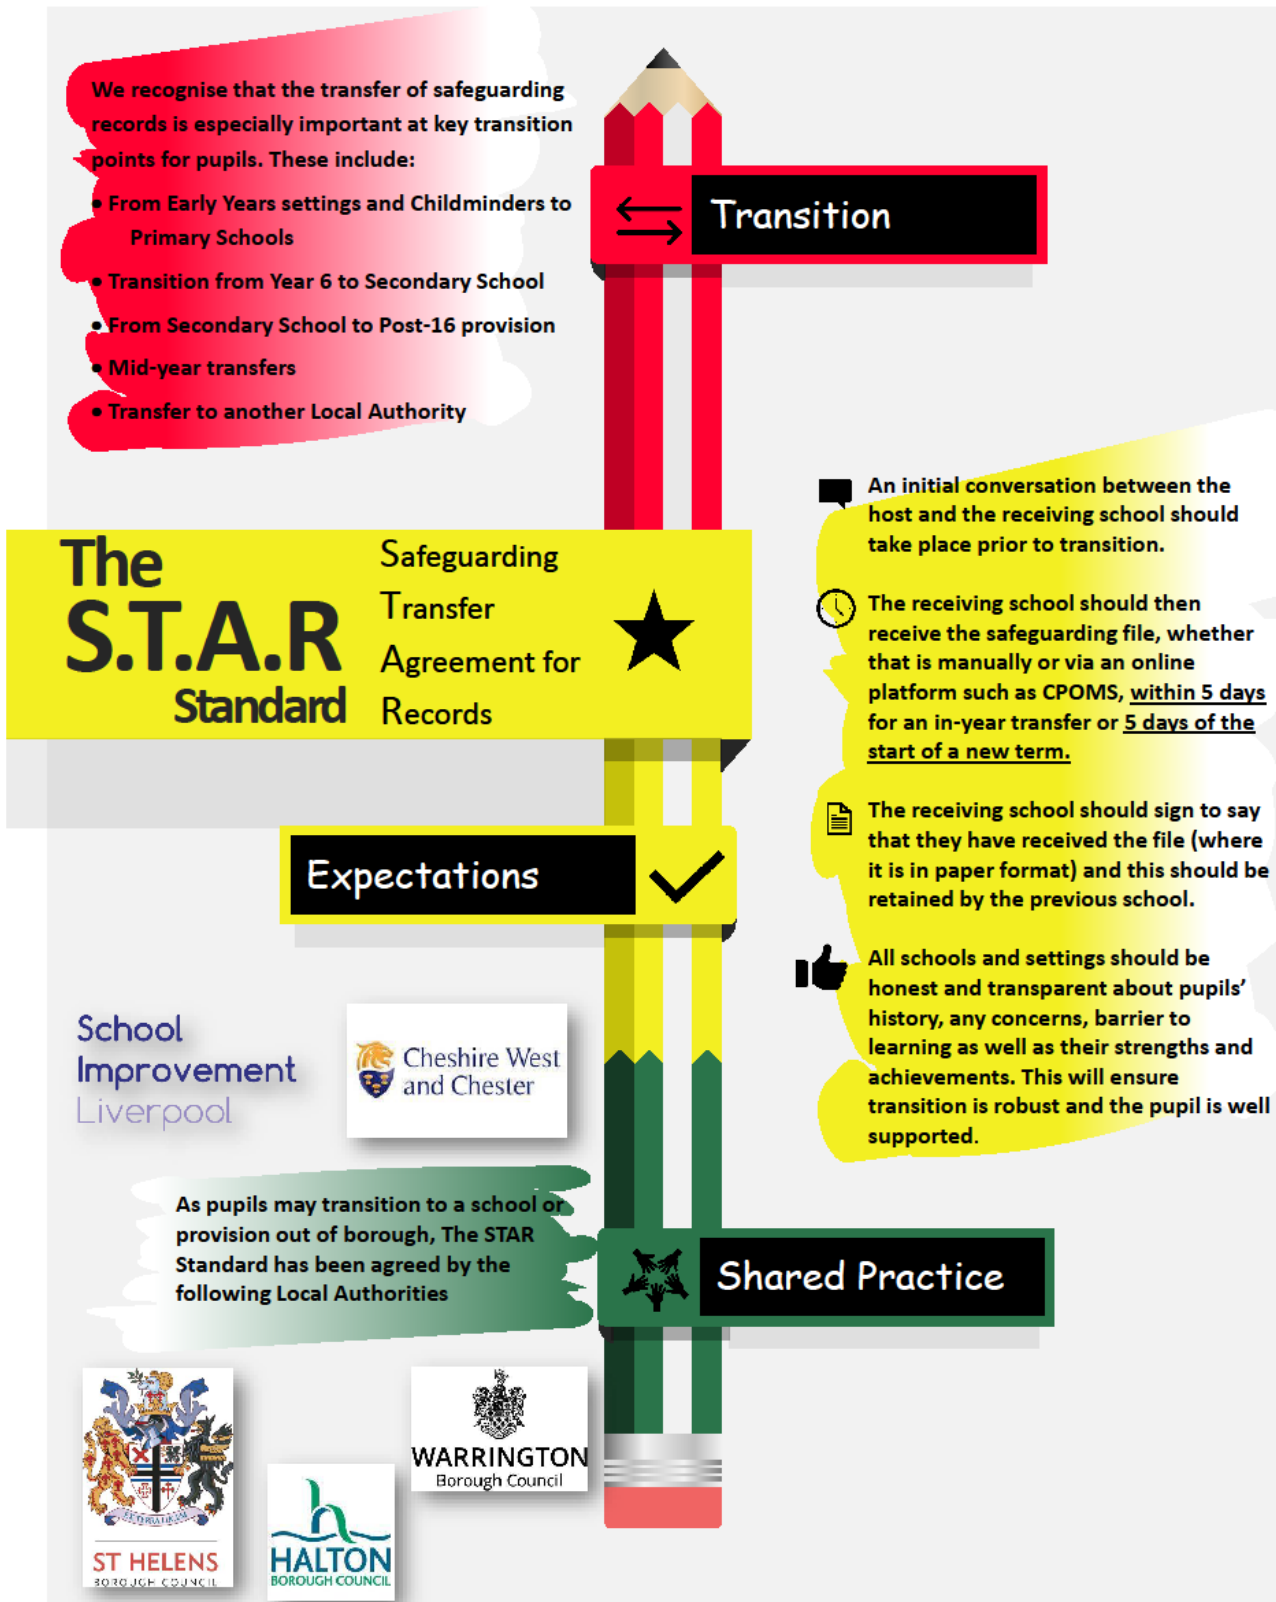 We recognise that the transfer of safeguarding
records is especially important at key transition
points for pupils. These include:
• From Early Years settings and Childminders to
Primary Schools
• Transition from Year 6 to Secondary School
• From Secondary School to Post-16 provision
• Mid-year transfers
• Transfer to another Local Authority
Transition
The
S.T.A.R
Standard
Safeguarding
Transfer
Agreement for
Records
An initial conversation between the
host and the receiving school should
take place prior to transition.
The receiving school should then
receive the safeguarding file, whether
that is manually or via an online
platform such as CPOMS, within 5 days
for an in-year transfer or 5 days of the
start of a new term.
The receiving school should sign to say
that they have received the file (where
it is in paper format) and this should be
retained by the previous school.
All schools and settings should be
honest and transparent about pupils'
history, any concerns, barrier to
learning as well as their strengths and
achievements. This will ensure
transition is robust and the pupil is well
supported.
Expectations
School
Improvement
Liverpool
Cheshire West
and Chester
As pupils may transition to a school or
provision out of borough, The STAR
Standard has been agreed by the
following Local Authorities
Shared Practice
ST HELENS
BOROUGH COUNCIL
HALTON
BOROUGH COUNCIL
WARRINGTON
Borough Council